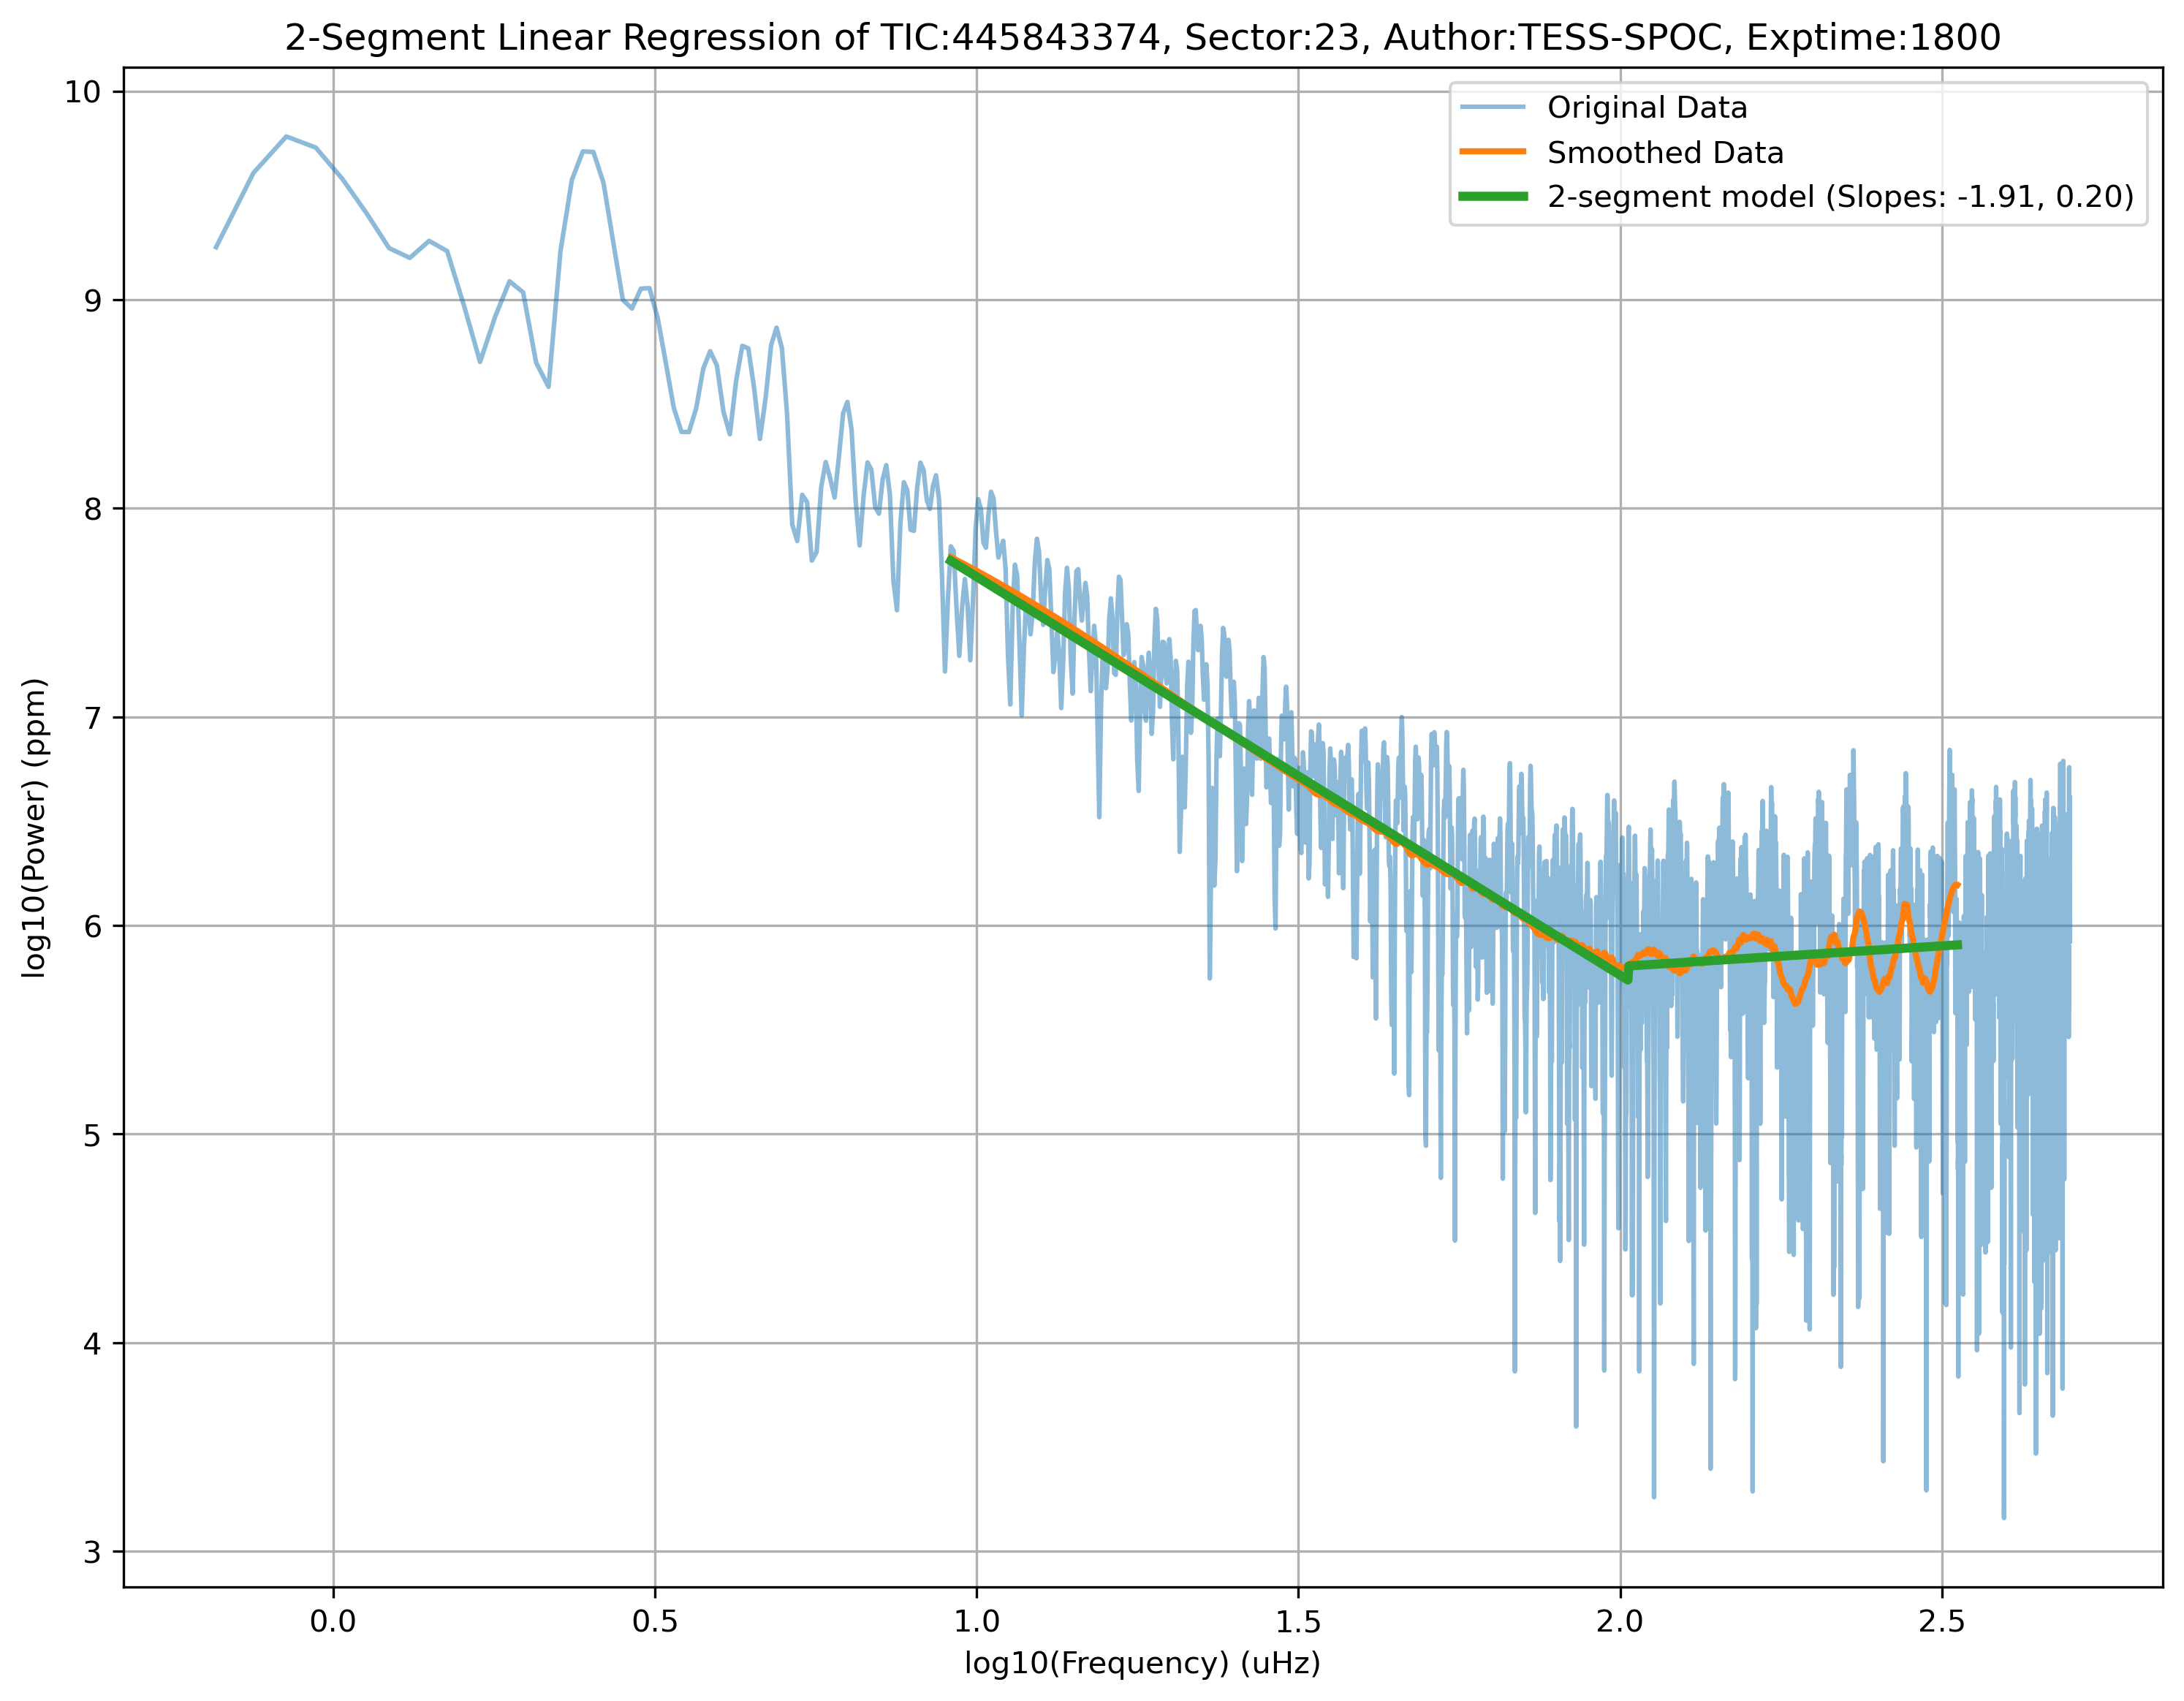 2-Segment Linear Regression of TIC:445843374, Sector:23, Author:TESS-SPOC, Exptime:1800
Original Data
Smoothed Data
2-segment model (Slopes: -1.91, 0.20)
log10(Power) (ppm)
10
9
8
7
6
5
4
3
0.0 0.5 1.0 1.5 2.0 2.5
log10(Frequency) (uHz)